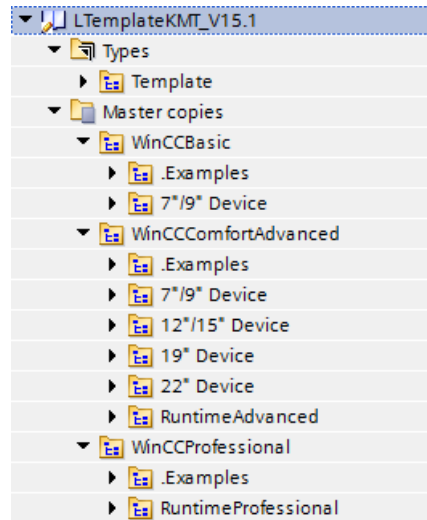 LTemplateKMT_V15.1
Types
Template
Master copies
WinCCBasic
.Examples
7"/9" Device
WinCCComfortAdvanced
.Examples
7"/9" Device
12"/15" Device
19" Device
22" Device
RuntimeAdvanced
WinCCProfessional
.Examples
RuntimeProfessional